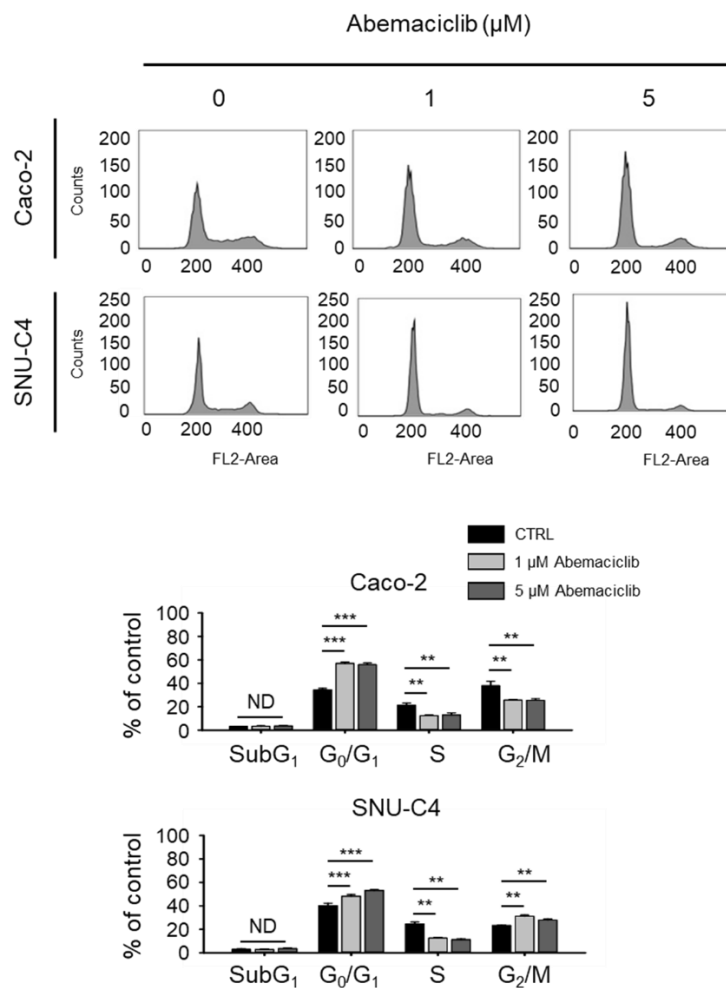 Abemaciclib (µM)
0 1 5
Caco-2
Counts
200 200 200
150 150 150
100 100 100
50 50 50
0 0 0
0 200 400 0 200 400 0 200 400
SNU-C4
Counts
250 250 250
200 200 200
150 150 150
100 100 100
50 50 50
0 0 0
0 200 400 0 200 400 0 200 400
FL2-Area FL2-Area FL2-Area
CTRL
1 µM Abemaciclib
5 µM Abemaciclib
Caco-2
% of control
100
80
60
40
20
0
ND
*** ***
** **
** **
SubG₁ G₀/G₁ S G₂/M
SNU-C4
% of control
100
80
60
40
20
0
ND
*** ***
** **
** **
SubG₁ G₀/G₁ S G₂/M